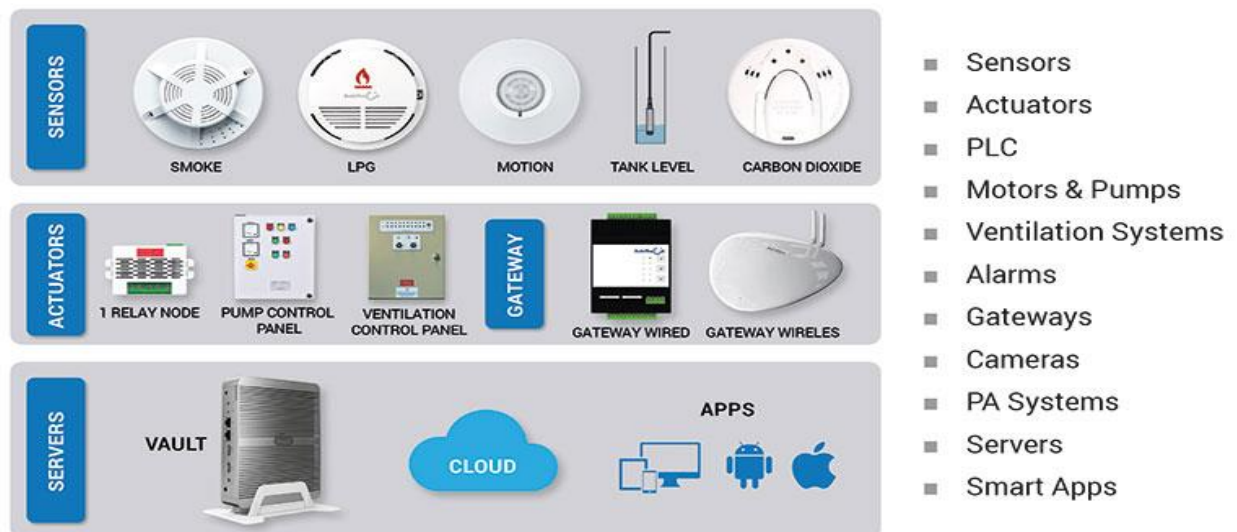 SENSORS
SMOKE
LPG
MOTION
TANK LEVEL
CARBON DIOXIDE
ACTUATORS
1 RELAY NODE
PUMP CONTROL
PANEL
VENTILATION
CONTROL PANEL
GATEWAY
GATEWAY WIRED
GATEWAY WIRELES
SERVERS
VAULT
CLOUD
APPS
Sensors
Actuators
PLC
Motors & Pumps
Ventilation Systems
Alarms
Gateways
Cameras
PA Systems
Servers
Smart Apps